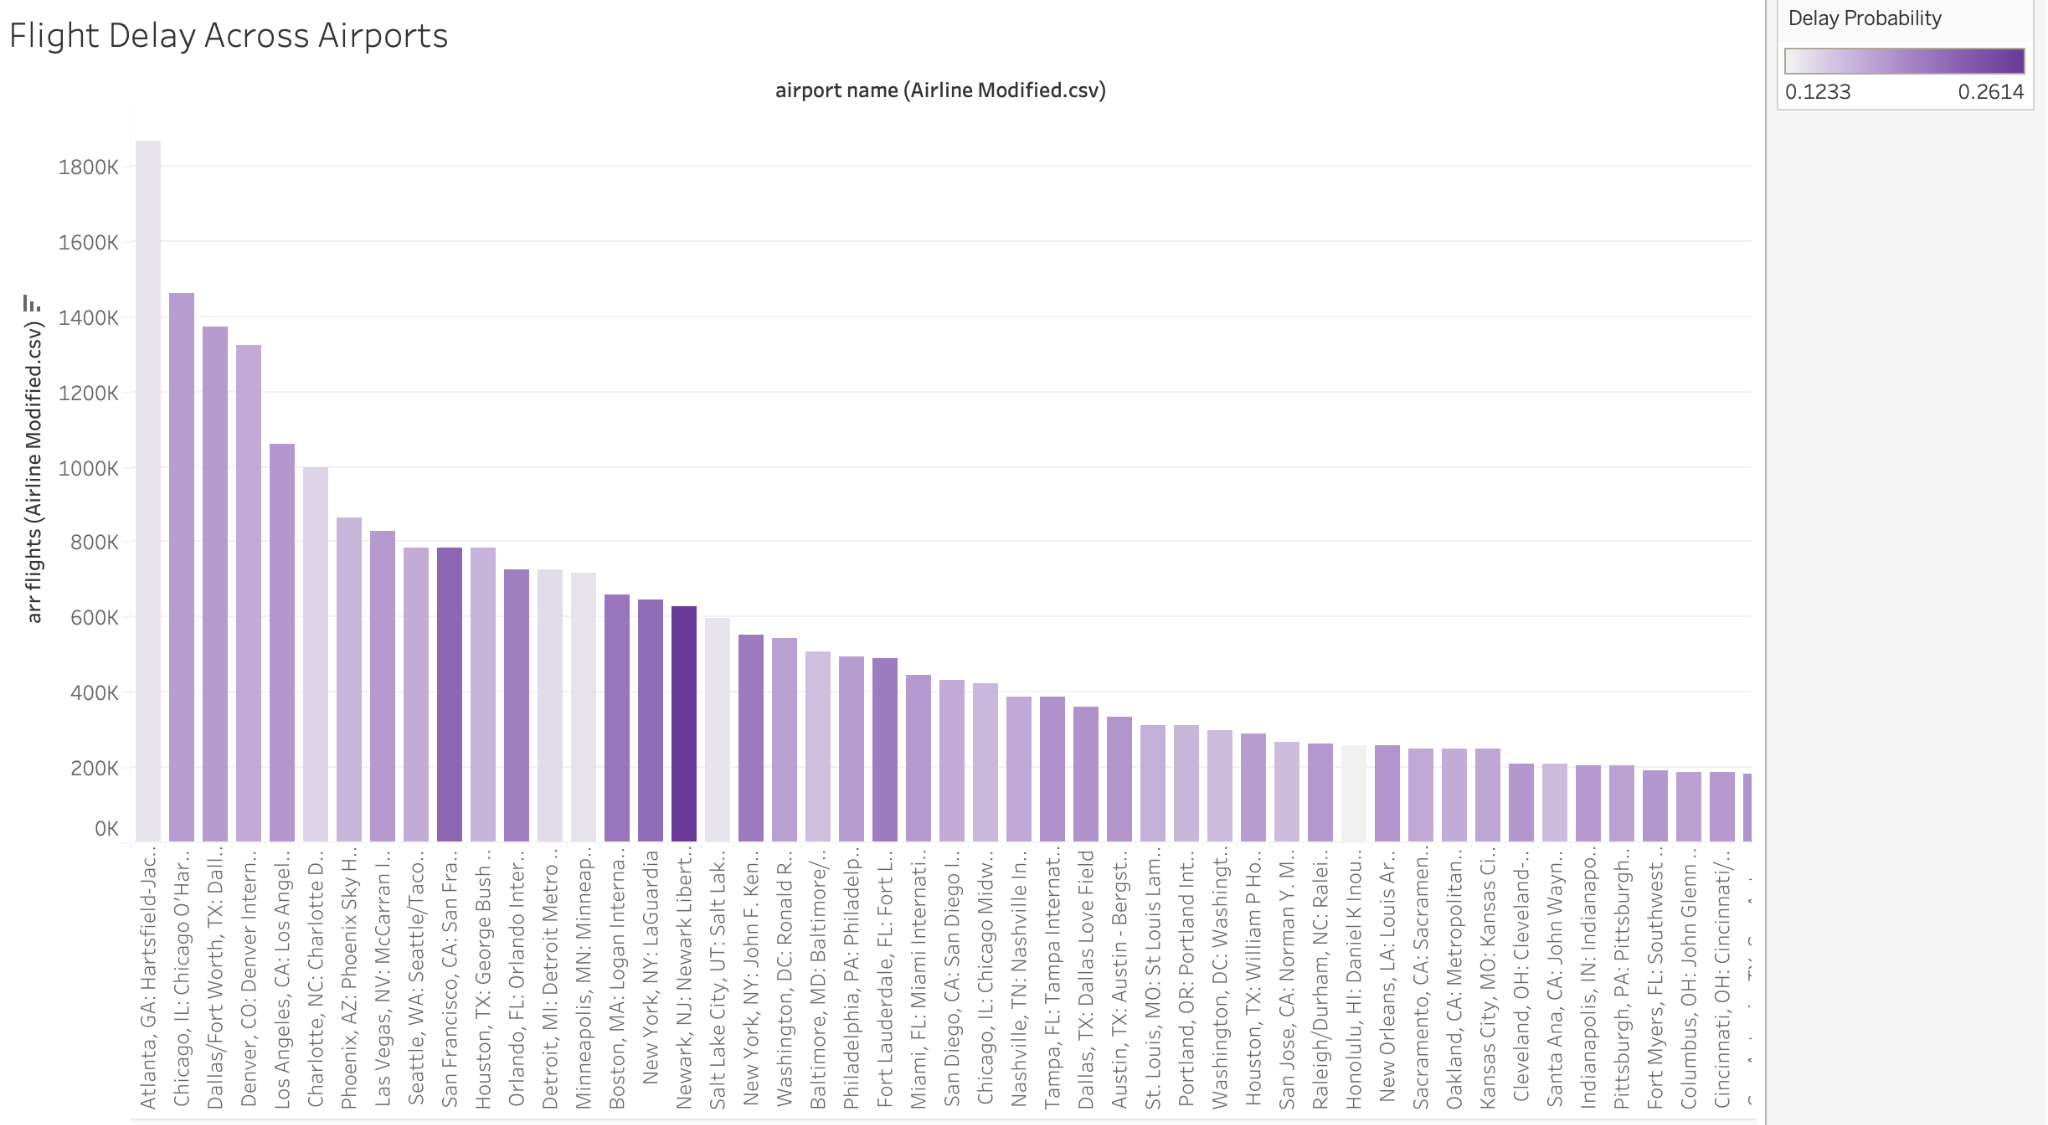 Flight Delay Across Airports
Delay Probability
0.1233 0.2614
airport name (Airline Modified.csv)
arr flights (Airline Modified.csv)
1800K
1600K
1400K
1200K
1000K
800K
600K
400K
200K
0K
Atlanta, GA: Hartsfield-Jac..
Chicago, IL: Chicago O'Har..
Dallas/Fort Worth, TX: Dall..
Denver, CO: Denver Intern..
Los Angeles, CA: Los Angel..
Charlotte, NC: Charlotte D..
Phoenix, AZ: Phoenix Sky H..
Las Vegas, NV: McCarran I..
Seattle, WA: Seattle/Taco..
San Francisco, CA: San Fra..
Houston, TX: George Bush ..
Orlando, FL: Orlando Inter..
Detroit, MI: Detroit Metro ..
Minneapolis, MN: Minneap..
Boston, MA: Logan Interna..
New York, NY: LaGuardia
Newark, NJ: Newark Libert..
Salt Lake City, UT: Salt Lak..
New York, NY: John F. Ken..
Washington, DC: Ronald R..
Baltimore, MD: Baltimore/..
Philadelphia, PA: Philadelp..
Fort Lauderdale, FL: Fort L..
Miami, FL: Miami Internati..
San Diego, CA: San Diego I..
Chicago, IL: Chicago Midw..
Nashville, TN: Nashville In..
Tampa, FL: Tampa Internat..
Dallas, TX: Dallas Love Field
Austin, TX: Austin - Bergst..
St. Louis, MO: St Louis Lam..
Portland, OR: Portland Int..
Washington, DC: Washingt..
Houston, TX: William P Ho..
San Jose, CA: Norman Y. M..
Raleigh/Durham, NC: Ralei..
Honolulu, HI: Daniel K Inou..
New Orleans, LA: Louis Ar..
Sacramento, CA: Sacramen..
Oakland, CA: Metropolitan..
Kansas City, MO: Kansas Ci..
Cleveland, OH: Cleveland-..
Santa Ana, CA: John Wayn..
Indianapolis, IN: Indianapo..
Pittsburgh, PA: Pittsburgh..
Fort Myers, FL: Southwest ..
Columbus, OH: John Glenn ..
Cincinnati, OH: Cincinnati/..